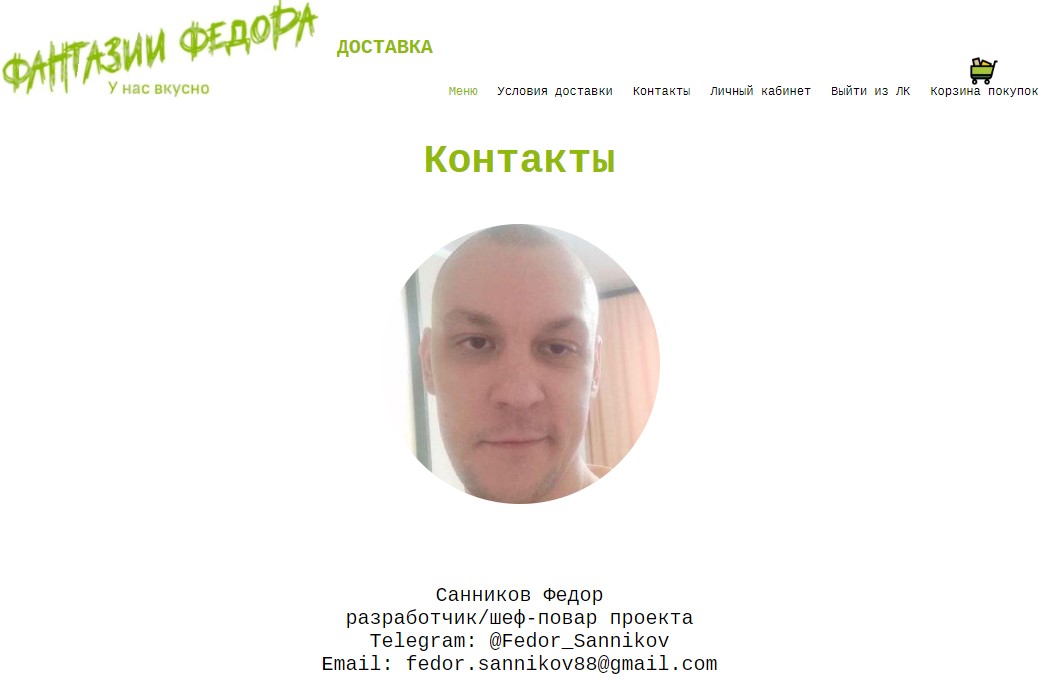 ФАНТАЗИИ ФЕДОРА
У нас вкусно
ДОСТАВКА
Меню Условия доставки Контакты Личный кабинет Выйти из ЛК Корзина покупок
Контакты
Санников Федор
разработчик/шеф-повар проекта
Telegram: @Fedor_Sannikov
Email: fedor.sannikov88@gmail.com